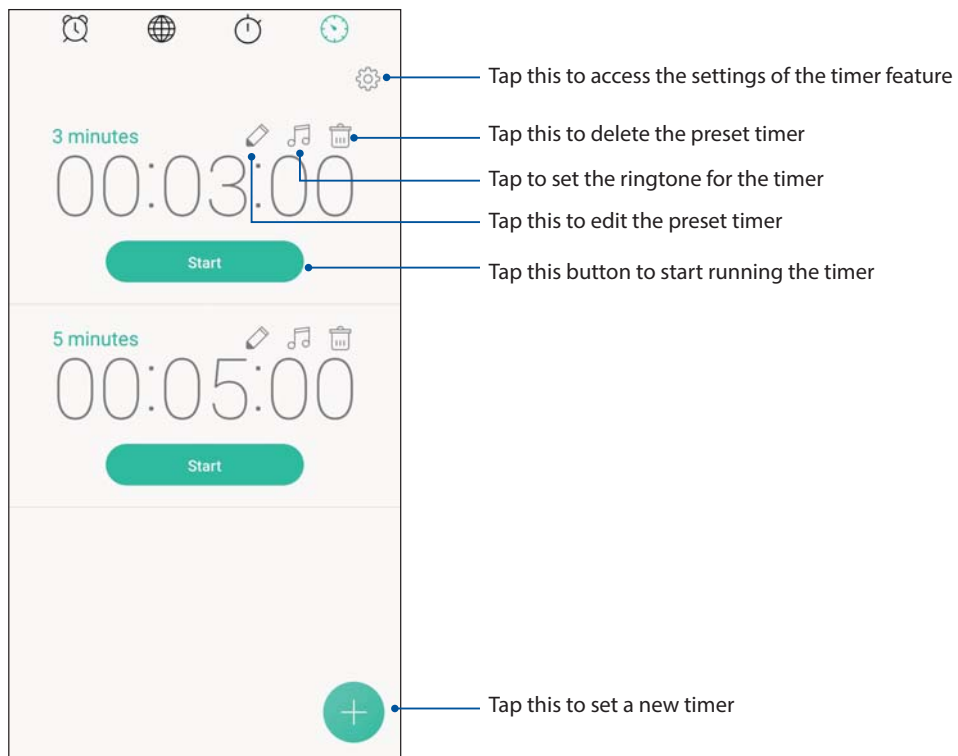 Tap this to access the settings of the timer feature
3 minutes
Tap this to delete the preset timer
00:03:00
Tap to set the ringtone for the timer
Tap this to edit the preset timer
Start
Tap this button to start running the timer
5 minutes
00:05:00
Start
Tap this to set a new timer